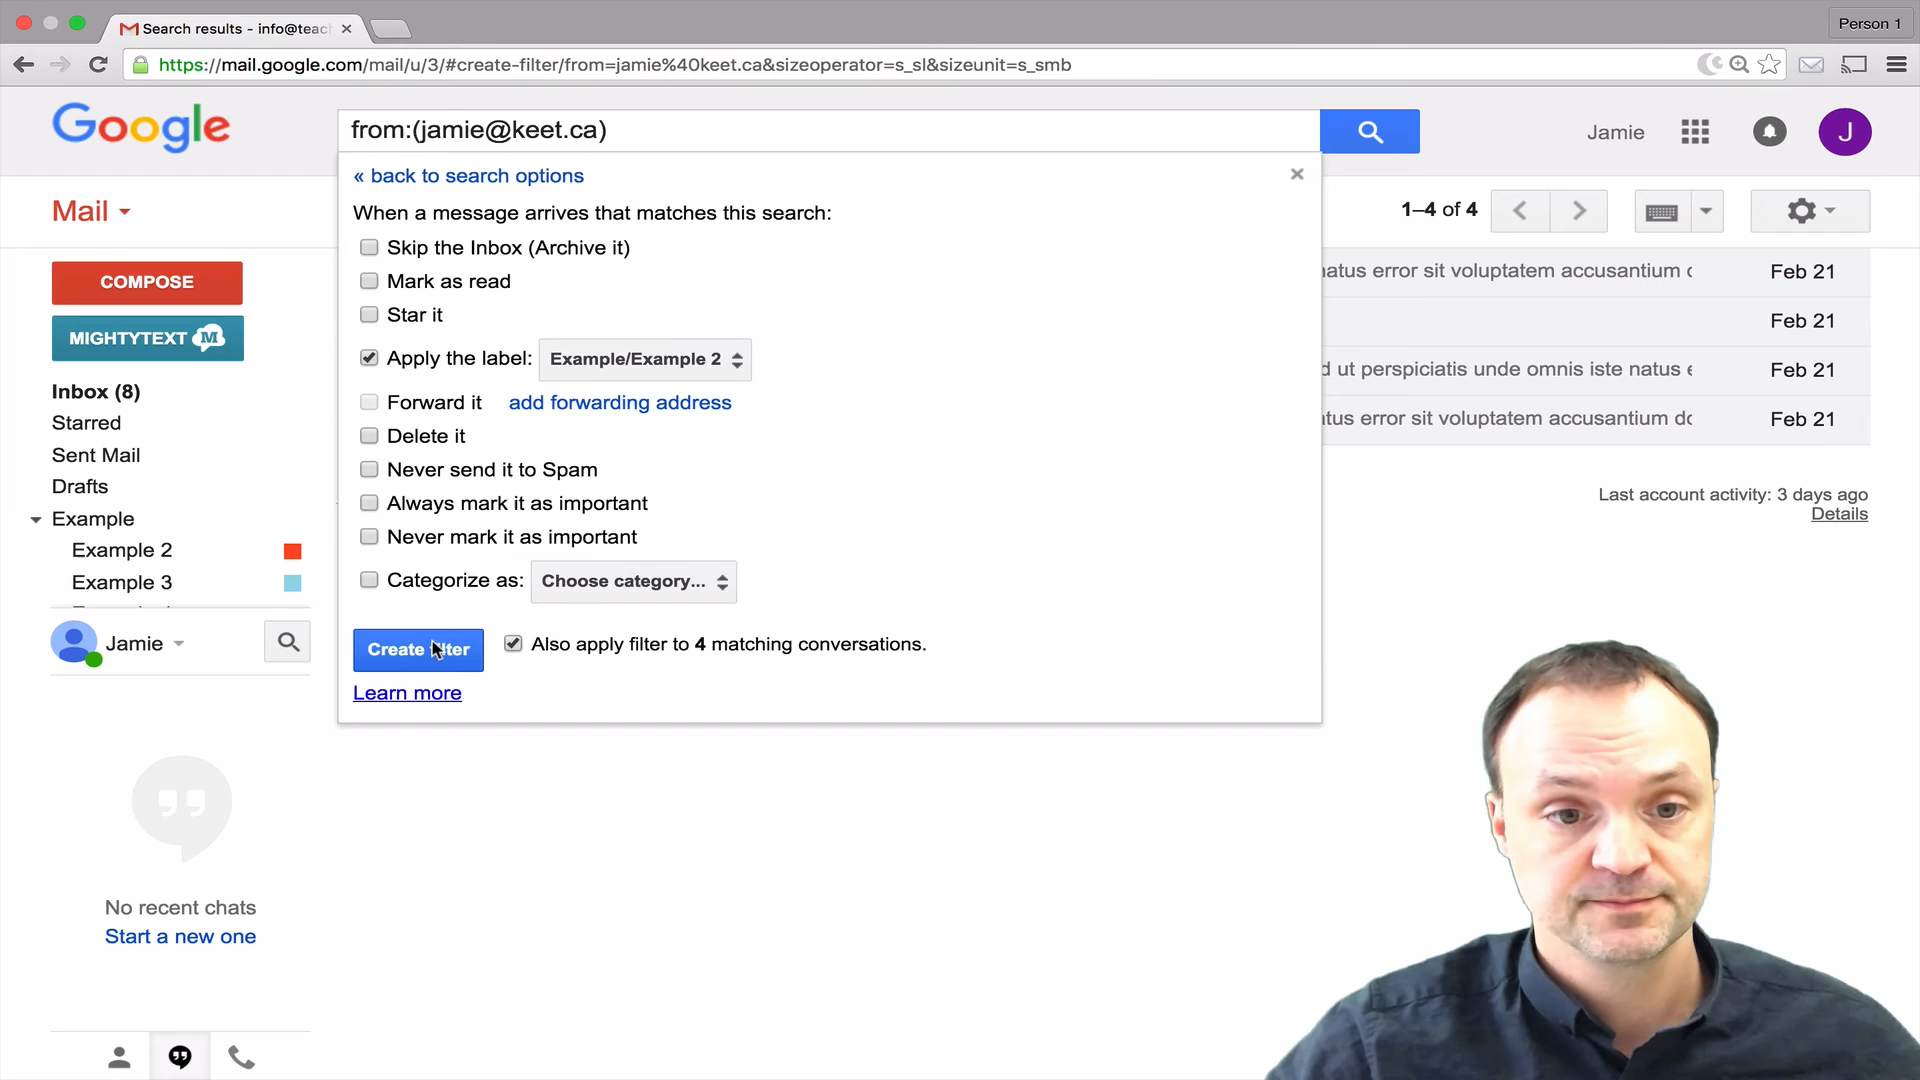 Search results - info@teac
Person 1
https://mail.google.com/mail/u/3/#create-filter/from=jamie%40keet.ca&sizeoperator=s_sl&sizeunit=s_smb
Google
from:(jamie@keet.ca)
Jamie
J
« back to search options
Mail
When a message arrives that matches this search:
1–4 of 4
Skip the Inbox (Archive it)
Mark as read
Star it
Apply the label: Example/Example 2
Forward it add forwarding address
Delete it
Never send it to Spam
Always mark it as important
Never mark it as important
Categorize as: Choose category...
Create filter
Also apply filter to 4 matching conversations.
Learn more
COMPOSE
MIGHTYTEXT M
Inbox (8)
Starred
Sent Mail
Drafts
Example
Example 2
Example 3
Jamie
No recent chats
Start a new one
natus error sit voluptatem accusantium Feb 21
Feb 21
d ut perspiciatis unde omnis iste natus Feb 21
tus error sit voluptatem accusantium dc Feb 21
Last account activity: 3 days ago
Details